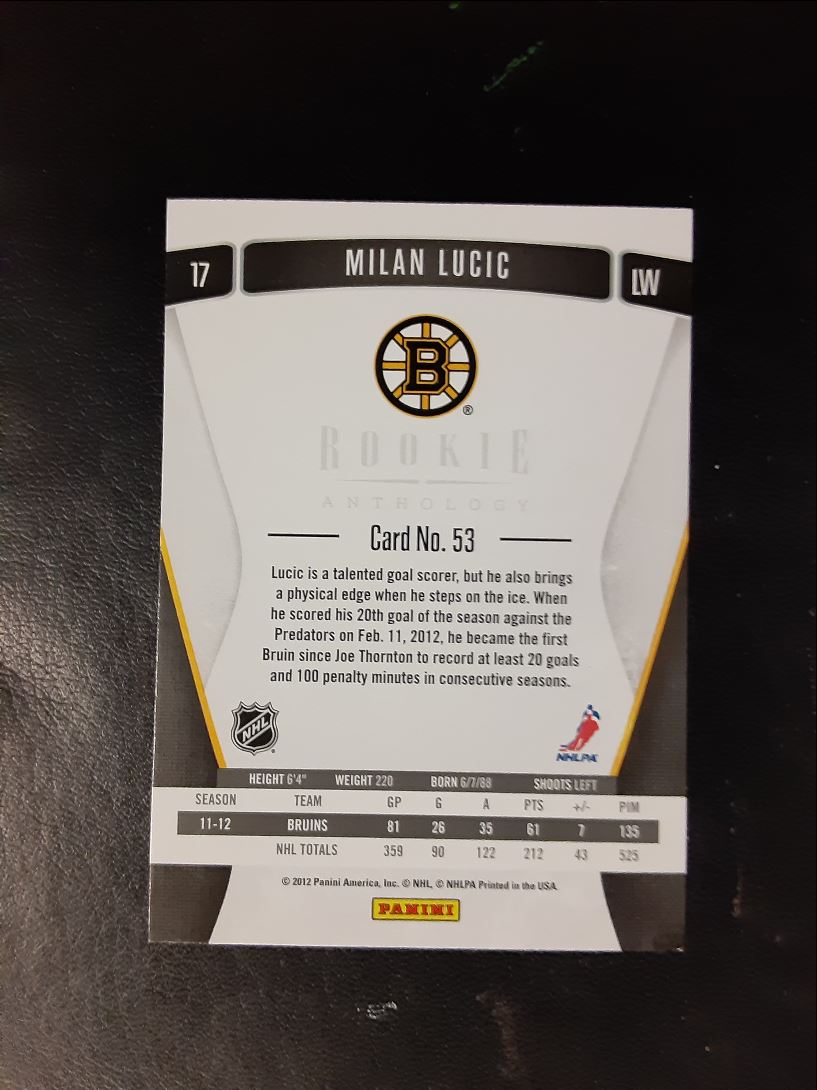 17 MILAN LUCIC LW
B
®
ROOKIE
ANTHOLOGY
Card No. 53
Lucic is a talented goal scorer, but he also brings
a physical edge when he steps on the ice. When
he scored his 20th goal of the season against the
Predators on Feb. 11, 2012, he became the first
Bruin since Joe Thornton to record at least 20 goals
and 100 penalty minutes in consecutive seasons.
NHL
NHLPA
HEIGHT 6'4" WEIGHT 220 BORN 6/7/88 SHOOTS LEFT
SEASON TEAM GP G A PTS +/- PIM
11-12 BRUINS 81 26 35 61 7 135
NHL TOTALS 359 90 122 212 43 525
© 2012 Panini America, Inc. © NHL, © NHLPA Printed in the USA.
PANINI